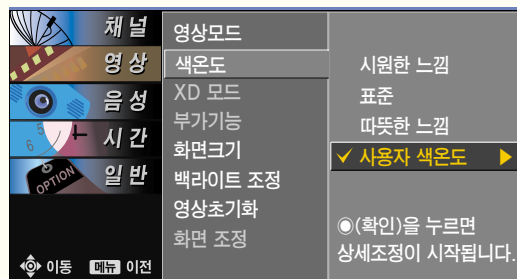 채널
영상
음성
시간
일반
OPTION
6
5
이동
메뉴 이전
영상모드
색온도
XD 모드
부가기능
화면크기
백라이트 조정
영상초기화
화면 조정
시원한 느낌
표준
따뜻한 느낌
✓ 사용자 색온도 ▶
◉(확인)을 누르면
상세조정이 시작됩니다.